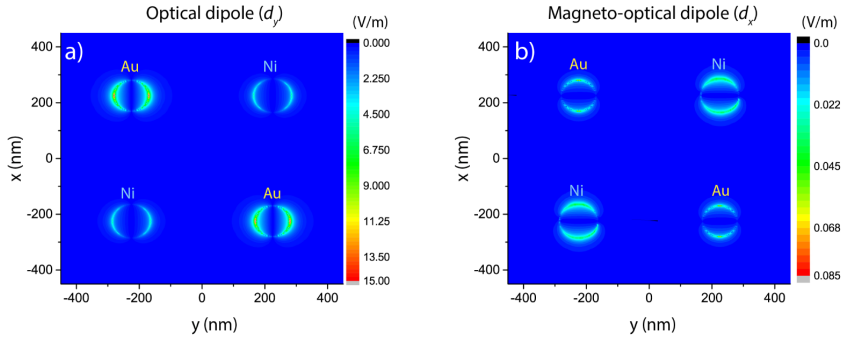 Optical dipole (dy)
(V/m)
a)
Au
Ni
Ni
Au
400
200
0
-200
-400
x (nm)
-400
-200
0
200
400
y (nm)
0.000
2.250
4.500
6.750
9.000
11.25
13.50
15.00
Magneto-optical dipole (dx)
(V/m)
b)
Au
Ni
Ni
Au
400
200
0
-200
-400
x (nm)
-400
-200
0
200
400
y (nm)
0.0
0.022
0.045
0.068
0.085